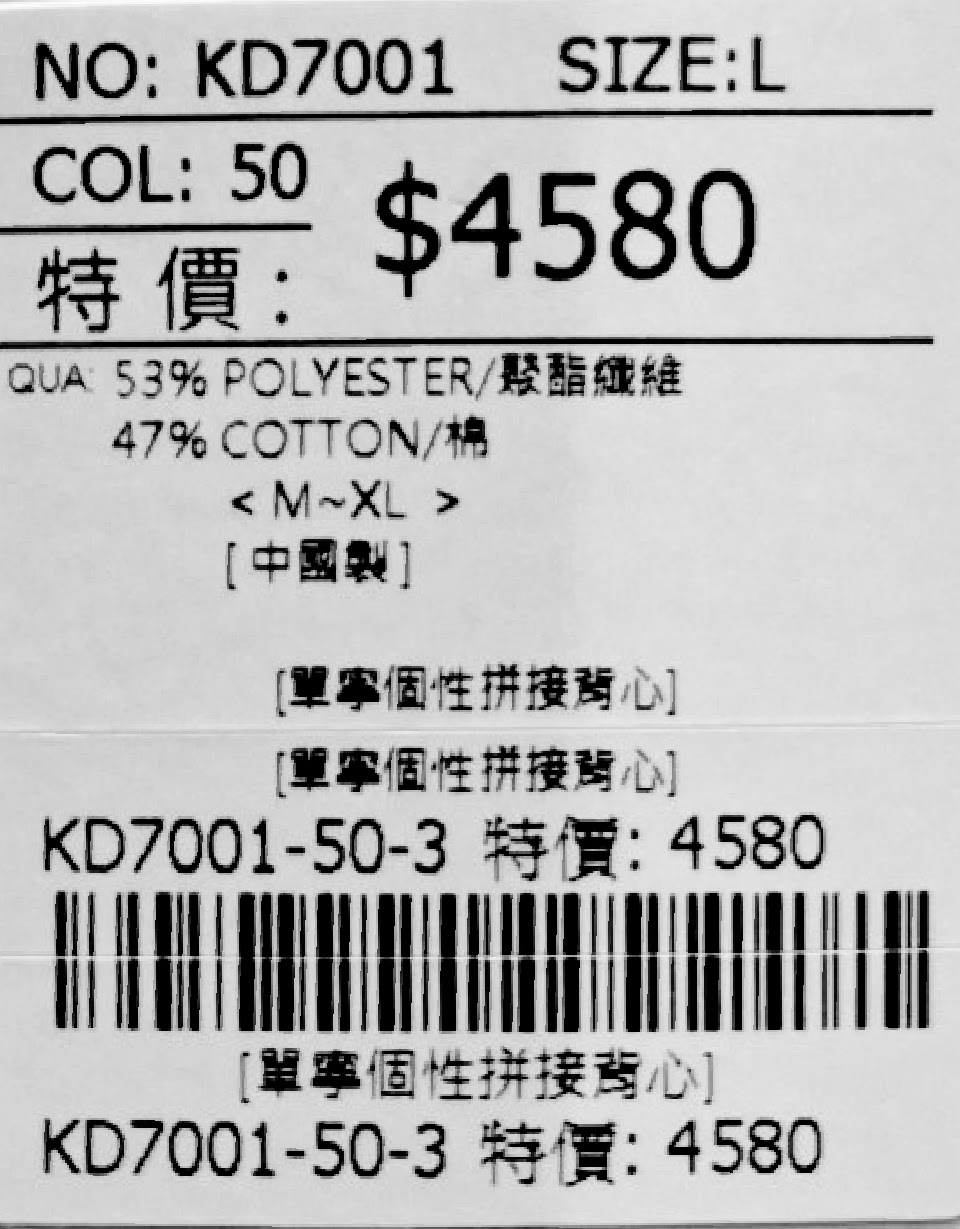 NO: KD7001 SIZE:L
COL: 50
$4580
特價:
QUA: 53% POLYESTER/聚酯纖維
47% COTTON/棉
< M~XL >
[中國製]
[單寧個性拼接背心]
[單寧個性拼接背心]
KD7001-50-3 特價: 4580
[單寧個性拼接背心]
KD7001-50-3 特價: 4580